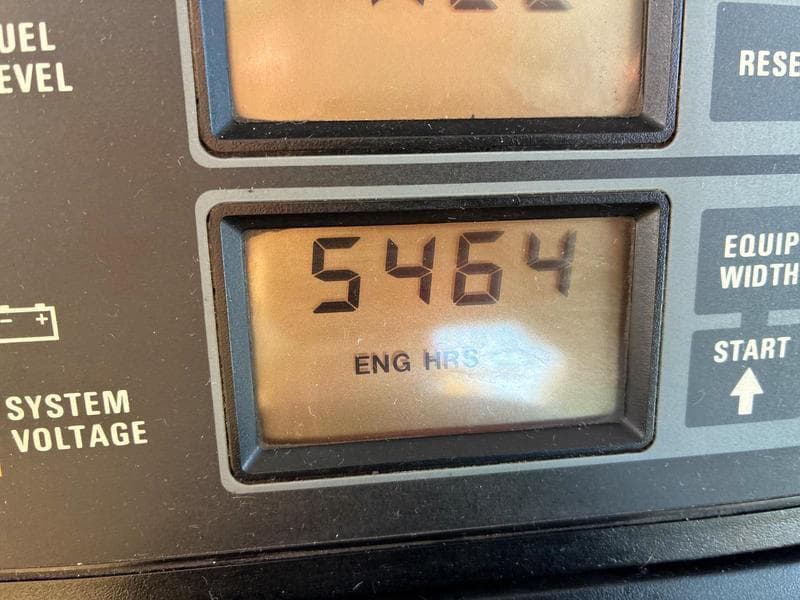 UEL
EVEL
RESE
5464
ENG HRS
EQUIP
WIDTH
START
- +
SYSTEM
VOLTAGE